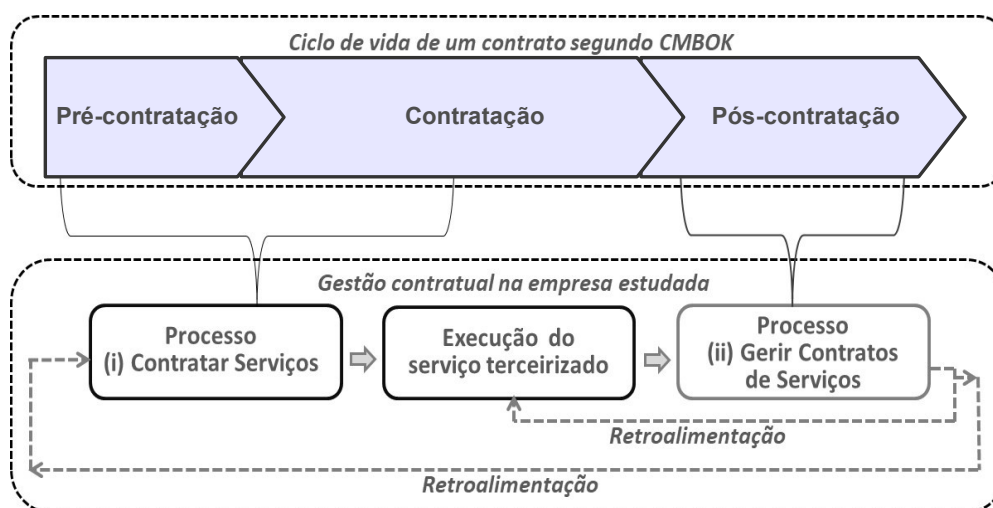 Ciclo de vida de um contrato segundo CMBOK
Pré-contratação
Contratação
Pós-contratação
Gestão contratual na empresa estudada
Processo
(i) Contratar Serviços
Execução do
serviço terceirizado
Processo
(ii) Gerir Contratos
de Serviços
Retroalimentação
Retroalimentação